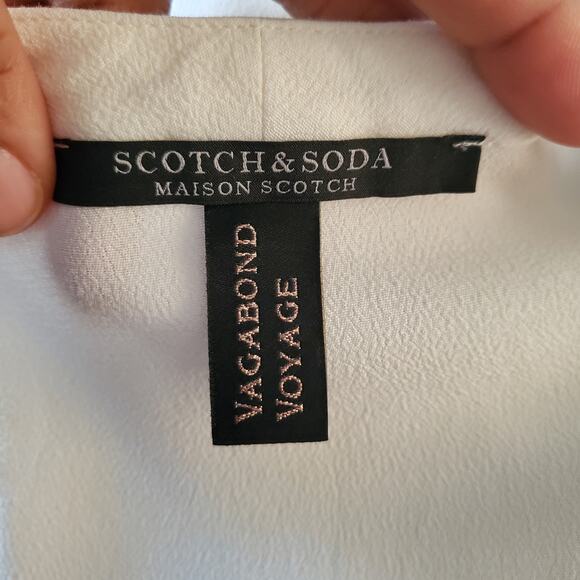 SCOTCH & SODA
MAISON SCOTCH
VAGABOND
VOYAGE